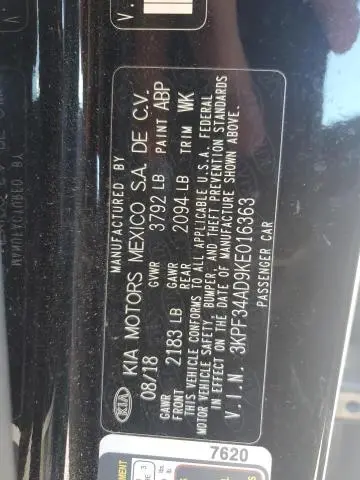 MANUFACTURED BY
KIA MOTORS MEXICO S.A. DE C.V.
08/18 GVWR 3792 LB PAINT ABP
GAWR FRONT 2183 LB GAWR REAR 2094 LB TRIM WK
THIS VEHICLE CONFORMS TO ALL APPLICABLE U.S.A. FEDERAL
MOTOR VEHICLE SAFETY, BUMPER, AND THEFT PREVENTION STANDARDS
IN EFFECT ON THE DATE OF MANUFACTURE SHOWN ABOVE.
V.I.N. 3KPF34AD9KE016363
PASSENGER CAR
KIA
7620